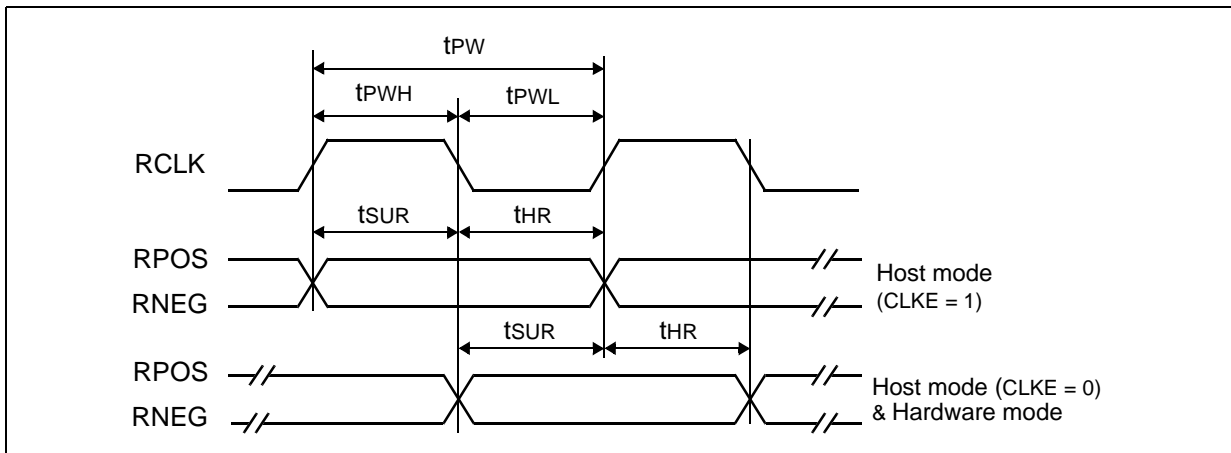 tPW
tPWH tPWL
RCLK
tSUR tHR
RPOS
RNEG
Host mode
(CLKE = 1)
tSUR tHR
RPOS
RNEG
Host mode (CLKE = 0)
& Hardware mode